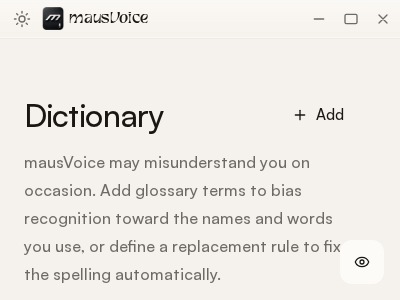 mausVoice
Dictionary
+ Add
mausVoice may misunderstand you on
occasion. Add glossary terms to bias
recognition toward the names and words
you use, or define a replacement rule to fix
the spelling automatically.